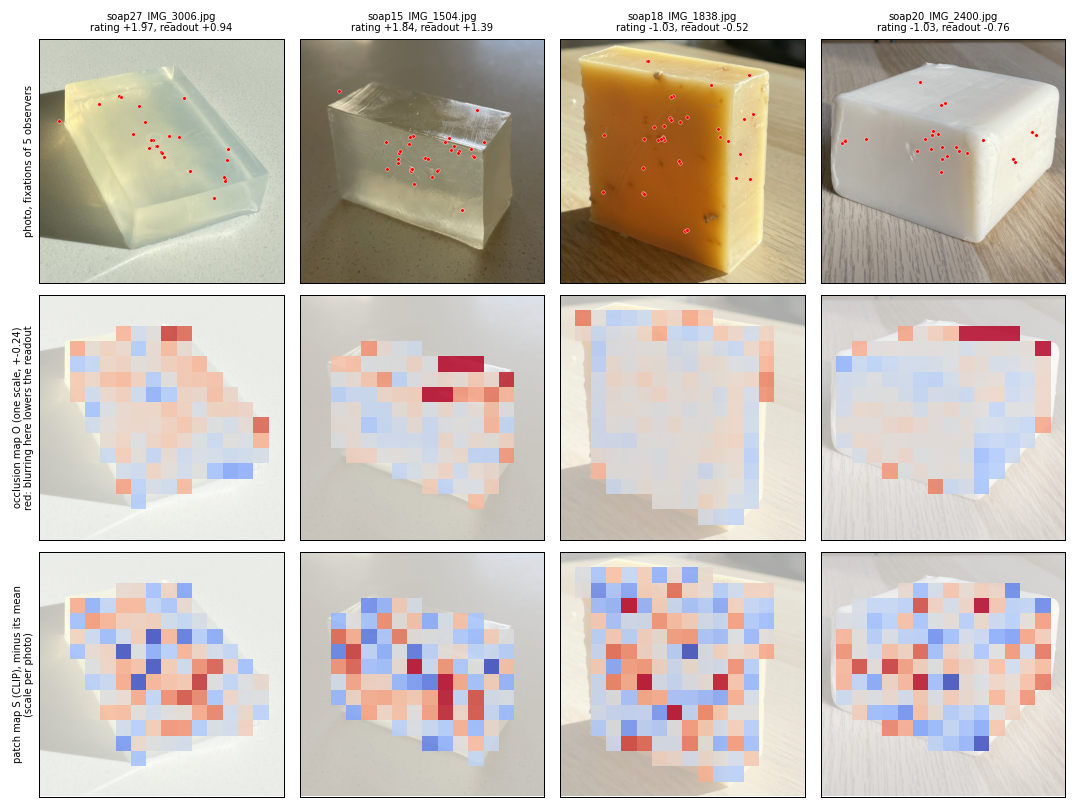 soap27_IMG_3006.jpg
rating +1.97, readout +0.94
soap15_IMG_1504.jpg
rating +1.84, readout +1.39
soap18_IMG_1838.jpg
rating -1.03, readout -0.52
soap20_IMG_2400.jpg
rating -1.03, readout -0.76
photo, fixations of 5 observers
occlusion map O (one scale, +-0.24)
red: blurring here lowers the readout
patch map S (CLIP), minus its mean
(scale per photo)